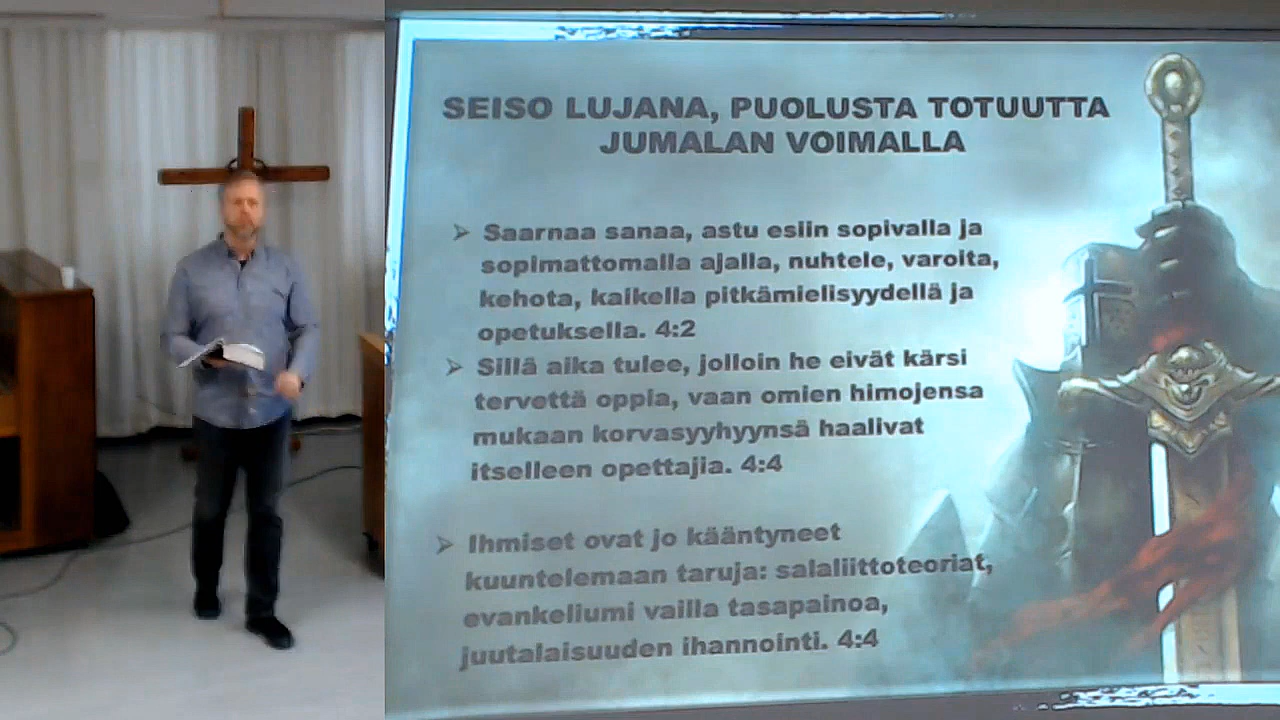 SEISO LUJANA, PUOLUSTA TOTUUTTA
JUMALAN VOIMALLA
➢ Saarnaa sanaa, astu esiin sopivalla ja
sopimattomalla ajalla, nuhtele, varoita,
kehota, kaikella pitkämielisyydellä ja
opetuksella. 4:2
➢ Sillä aika tulee, jolloin he eivät kärsi
tervettä oppia, vaan omien himojensa
mukaan korvasyyhyynsä haalivat
itselleen opettajia. 4:4
➢ Ihmiset ovat jo kääntyneet
kuuntelemaan taruja: salaliittoteoriat,
evankeliumi vailla tasapainoa,
juutalaisuuden ihannointi. 4:4